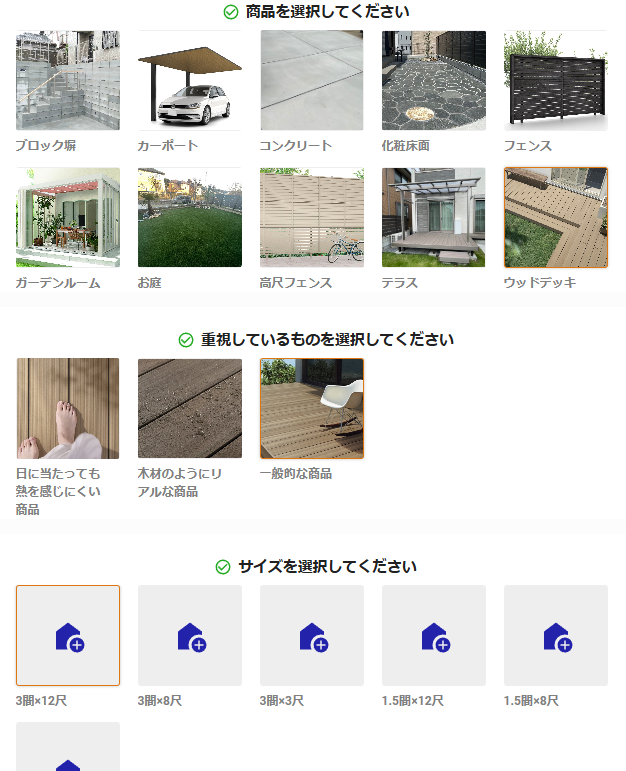 商品を選択してください
ブロック塀
カーポート
コンクリート
化粧床面
フェンス
ガーデンルーム
お庭
高尺フェンス
テラス
ウッドデッキ
重視しているものを選択してください
日に当たっても
熱を感じにくい
商品
木材のようにリ
アルな商品
一般的な商品
サイズを選択してください
3間×12尺
3間×8尺
3間×3尺
1.5間×12尺
1.5間×8尺